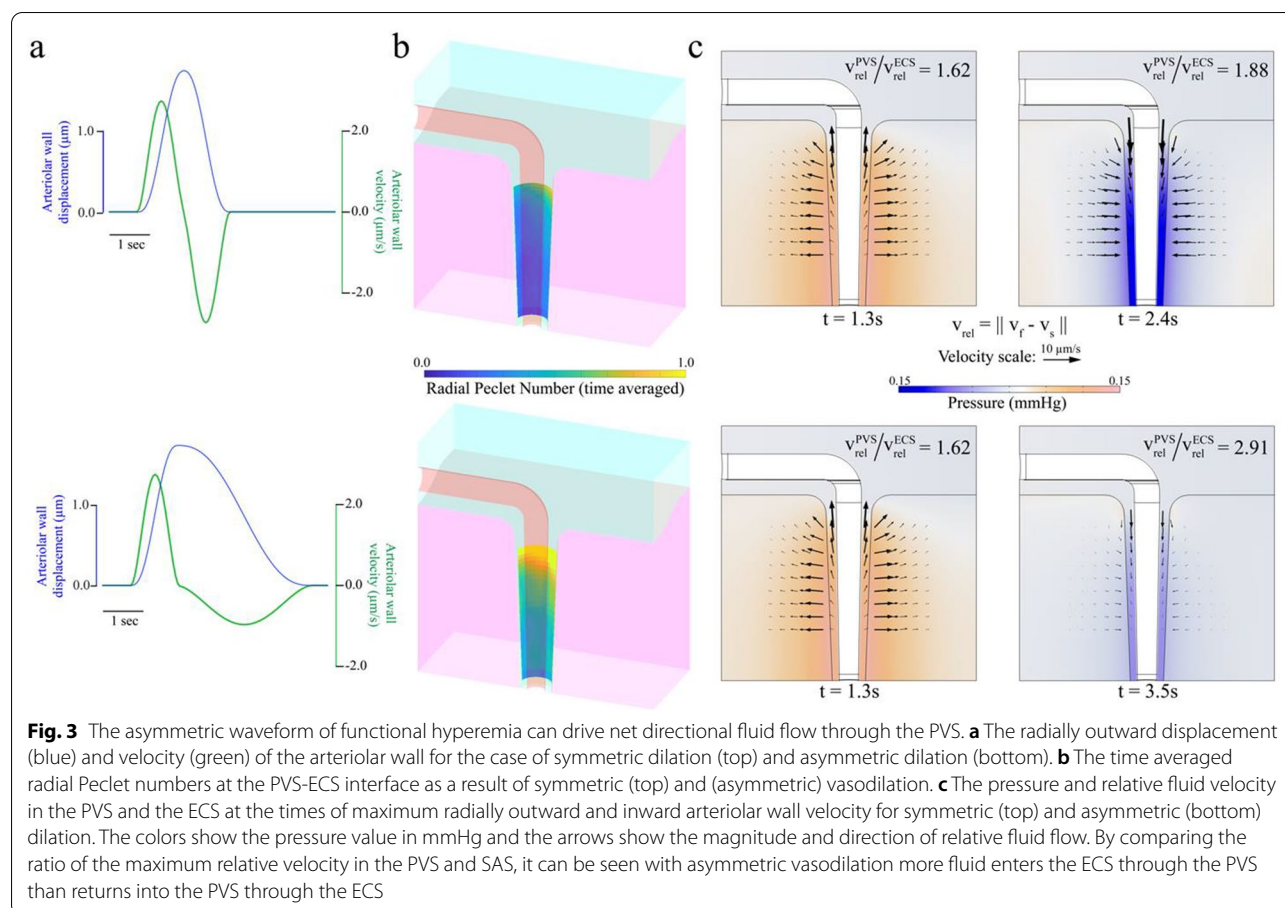 a
b
c
Arteriolar wall
displacement (µm)
1.0
0.0
1 sec
2.0
0.0
-2.0
Arteriolar wall
velocity (µm/s)
v_rel^PVS/v_rel^ECS = 1.62
v_rel^PVS/v_rel^ECS = 1.88
t = 1.3s
t = 2.4s
v_rel = || v_f - v_s ||
Velocity scale: 10 µm/s
0.0
1.0
Radial Peclet Number (time averaged)
0.15
0.15
Pressure (mmHg)
Arteriolar wall
displacement (µm)
1.0
0.0
1 sec
2.0
0.0
-2.0
Arteriolar wall
velocity (µm/s)
v_rel^PVS/v_rel^ECS = 1.62
v_rel^PVS/v_rel^ECS = 2.91
t = 1.3s
t = 3.5s
Fig. 3 The asymmetric waveform of functional hyperemia can drive net directional fluid flow through the PVS. a The radially outward displacement
(blue) and velocity (green) of the arteriolar wall for the case of symmetric dilation (top) and asymmetric dilation (bottom). b The time averaged
radial Peclet numbers at the PVS-ECS interface as a result of symmetric (top) and (asymmetric) vasodilation. c The pressure and relative fluid velocity
in the PVS and the ECS at the times of maximum radially outward and inward arteriolar wall velocity for symmetric (top) and asymmetric (bottom)
dilation. The colors show the pressure value in mmHg and the arrows show the magnitude and direction of relative fluid flow. By comparing the
ratio of the maximum relative velocity in the PVS and SAS, it can be seen with asymmetric vasodilation more fluid enters the ECS through the PVS
than returns into the PVS through the ECS